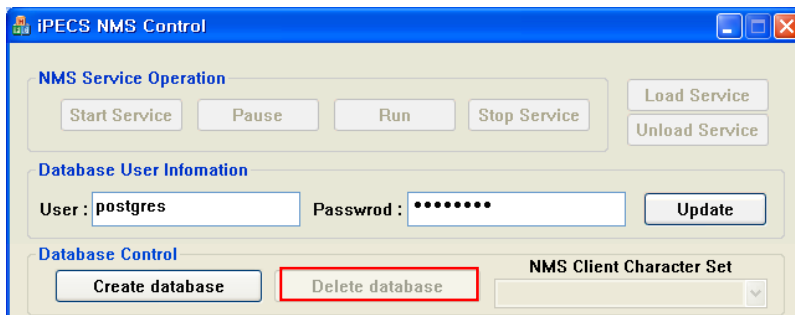 iPECS NMS Control
NMS Service Operation
Start Service Pause Run Stop Service
Load Service
Unload Service
Database User Infomation
User : postgres Passwrod : •••••••• Update
Database Control
Create database Delete database
NMS Client Character Set